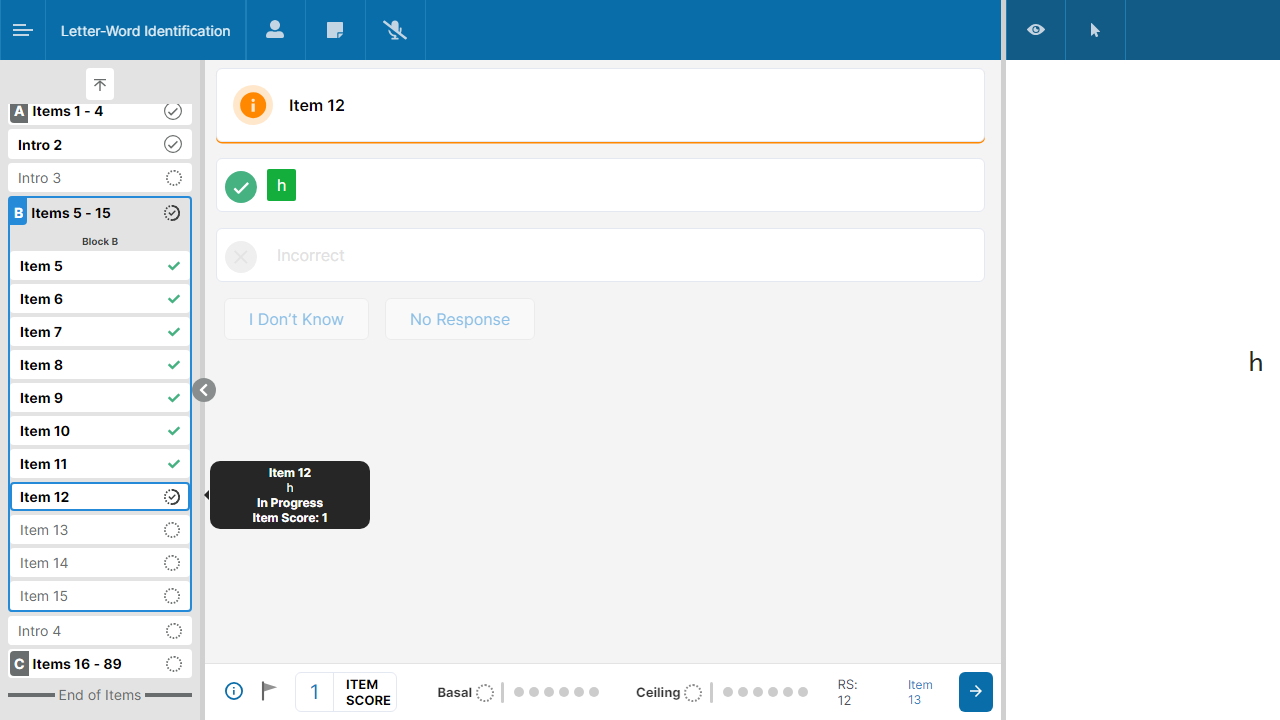 Letter-Word Identification
A Items 1 - 4
Intro 2
Intro 3
B Items 5 - 15
Block B
Item 5
Item 6
Item 7
Item 8
Item 9
Item 10
Item 11
Item 12
Item 13
Item 14
Item 15
Intro 4
C Items 16 - 89
End of Items
Item 12
h
Incorrect
I Don't Know
No Response
Item 12
h
In Progress
Item Score: 1
1
ITEM
SCORE
Basal
Ceiling
RS:
12
Item
13
h